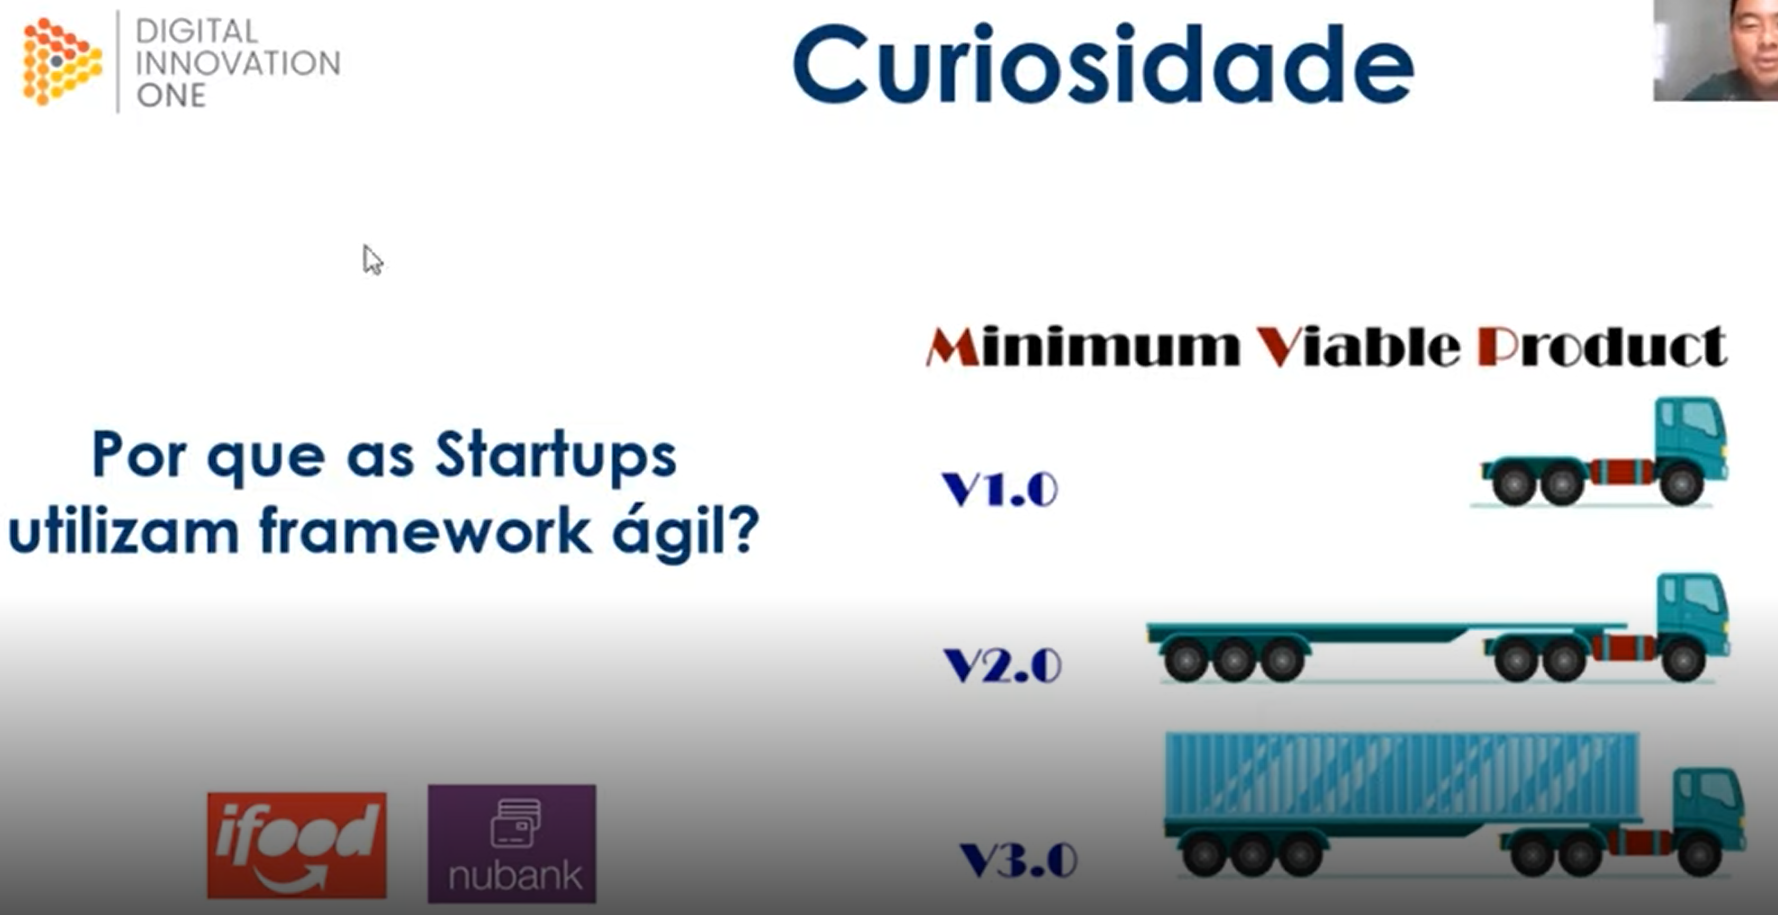 DIGITAL
INNOVATION
ONE
Curiosidade
Por que as Startups
utilizam framework ágil?
Minimum Viable Product
V1.0
V2.0
V3.0
ifood
nubank